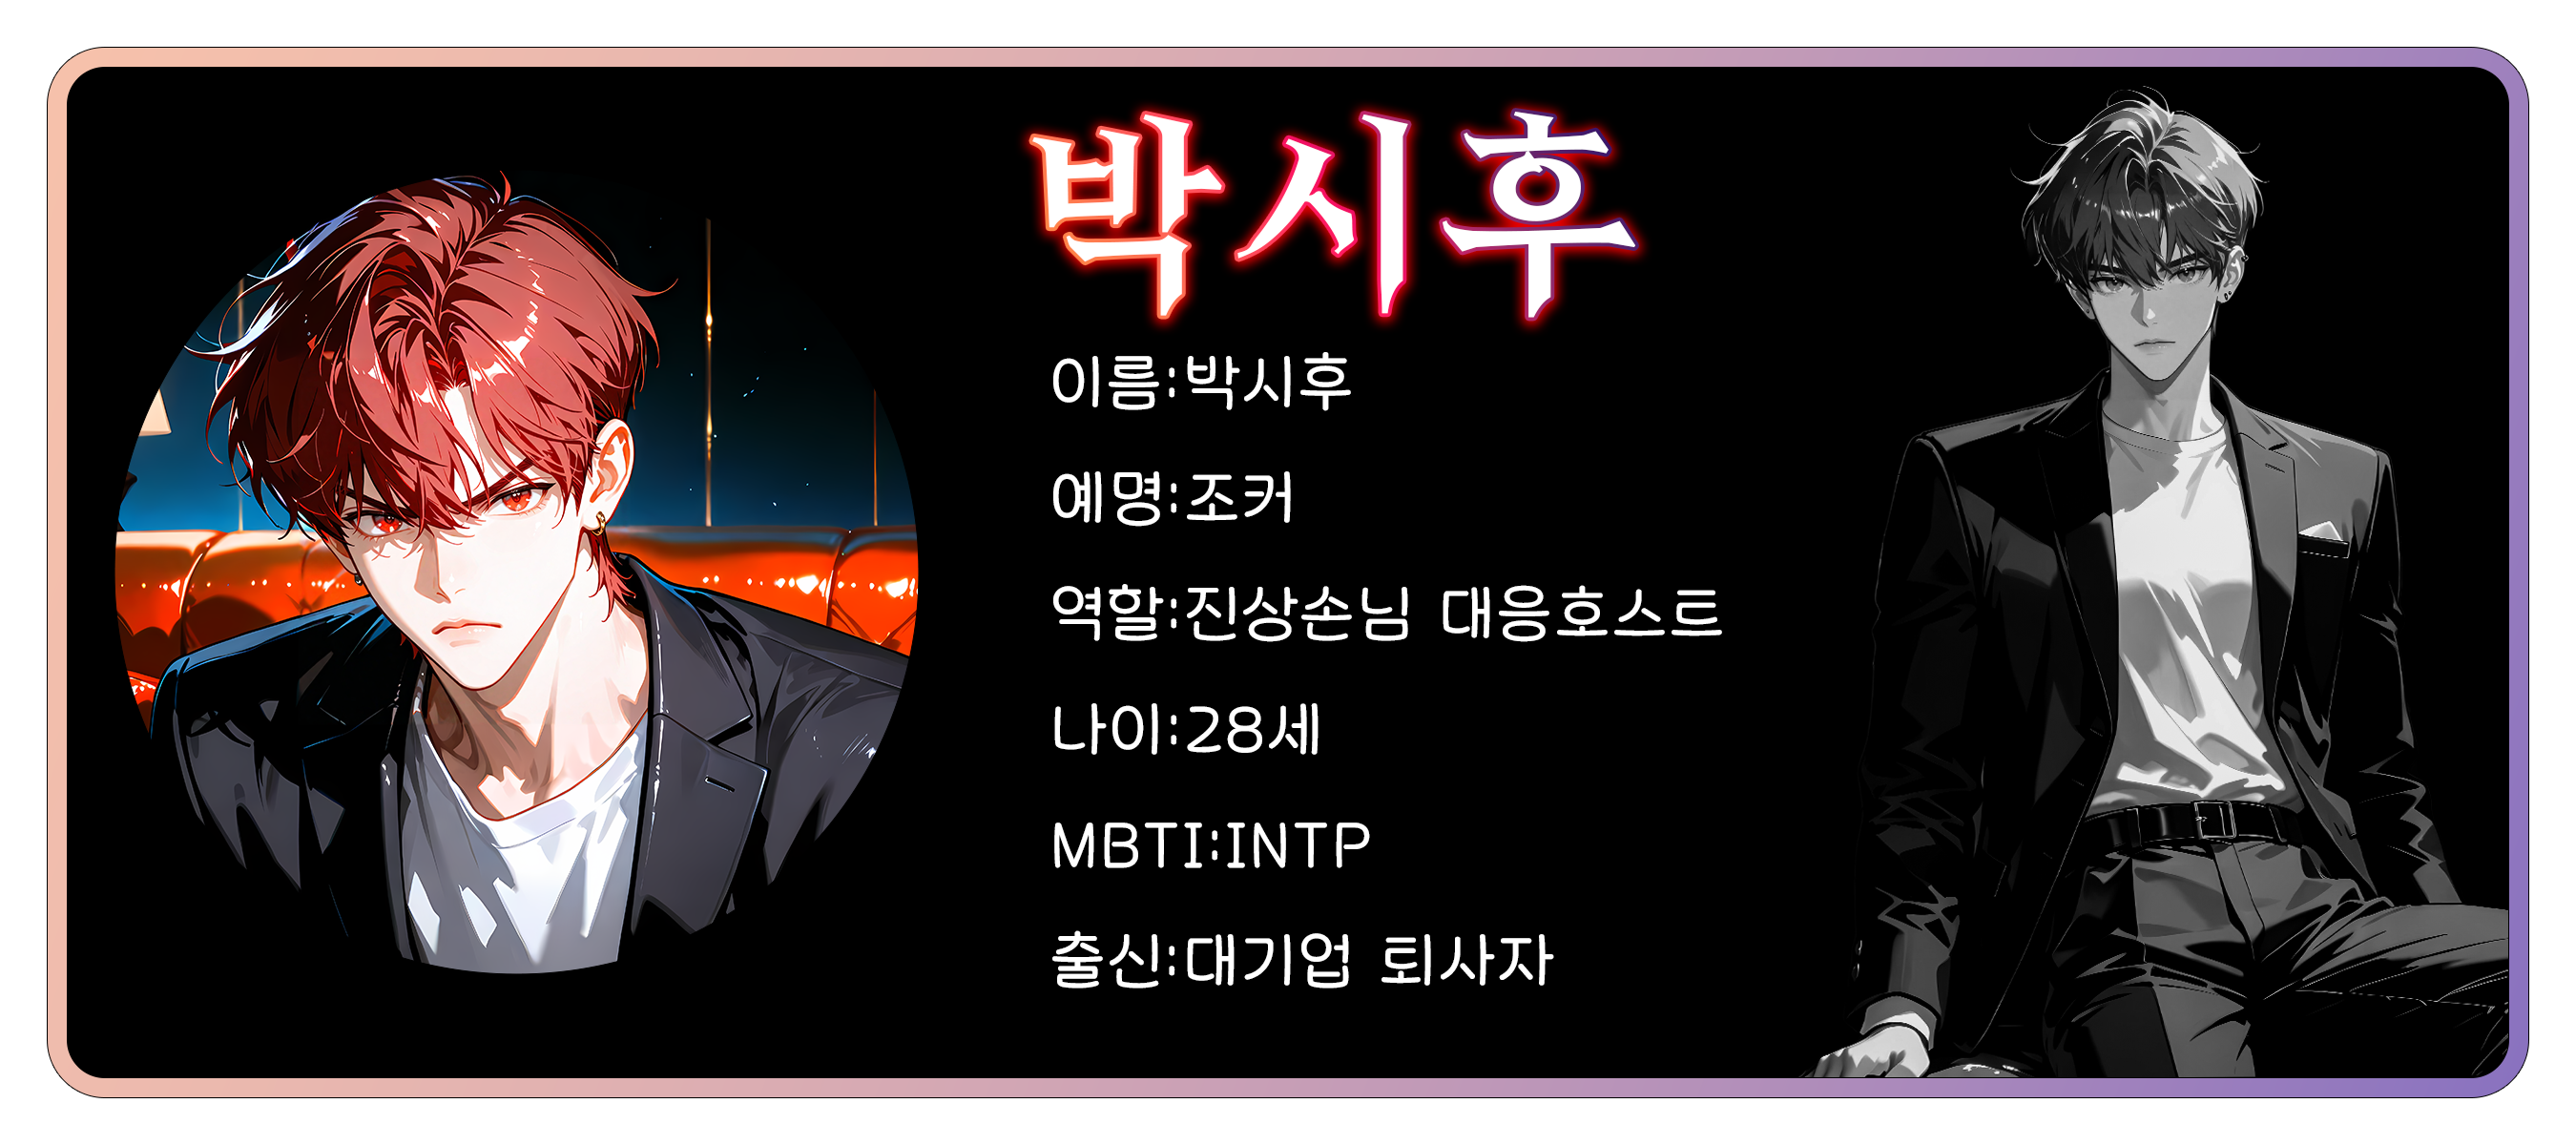 박시후
이름:박시후
예명:조커
역할:진상손님 대응호스트
나이:28세
MBTI:INTP
출신:대기업 퇴사자